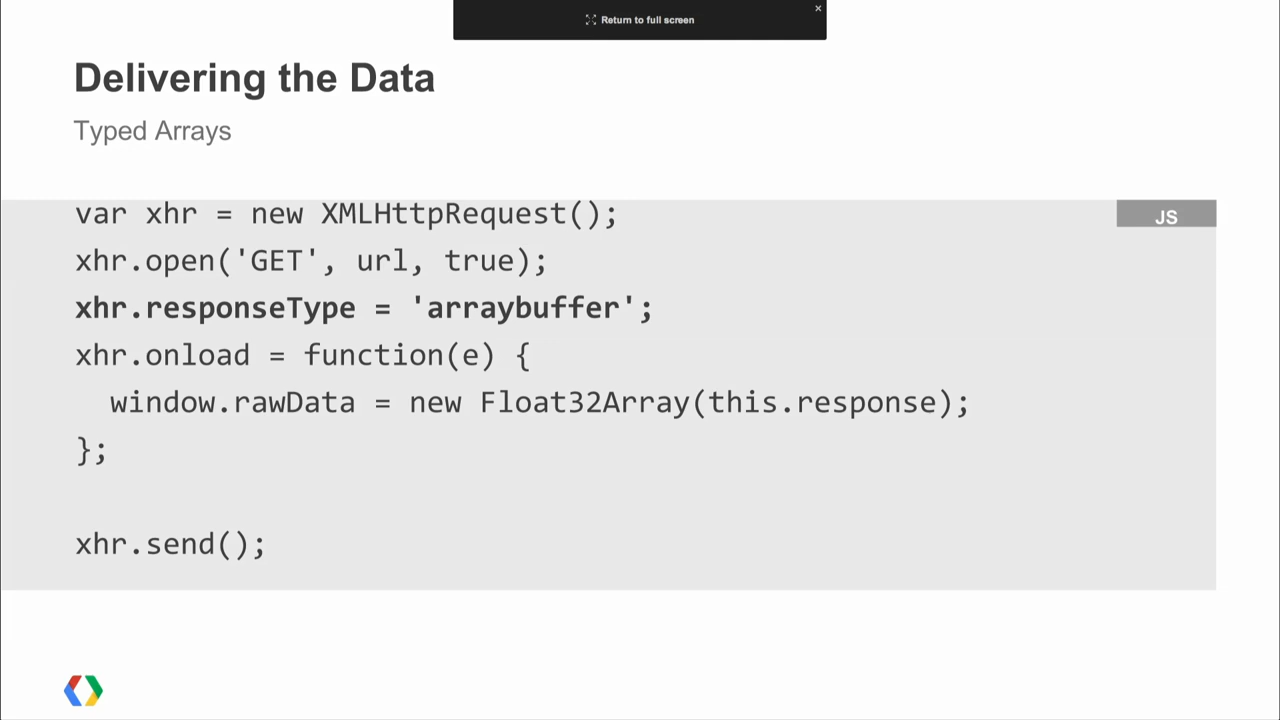 Return to full screen
×
Delivering the Data
Typed Arrays
JS
var xhr = new XMLHttpRequest();
xhr.open('GET', url, true);
xhr.responseType = 'arraybuffer';
xhr.onload = function(e) {
  window.rawData = new Float32Array(this.response);
};
xhr.send();